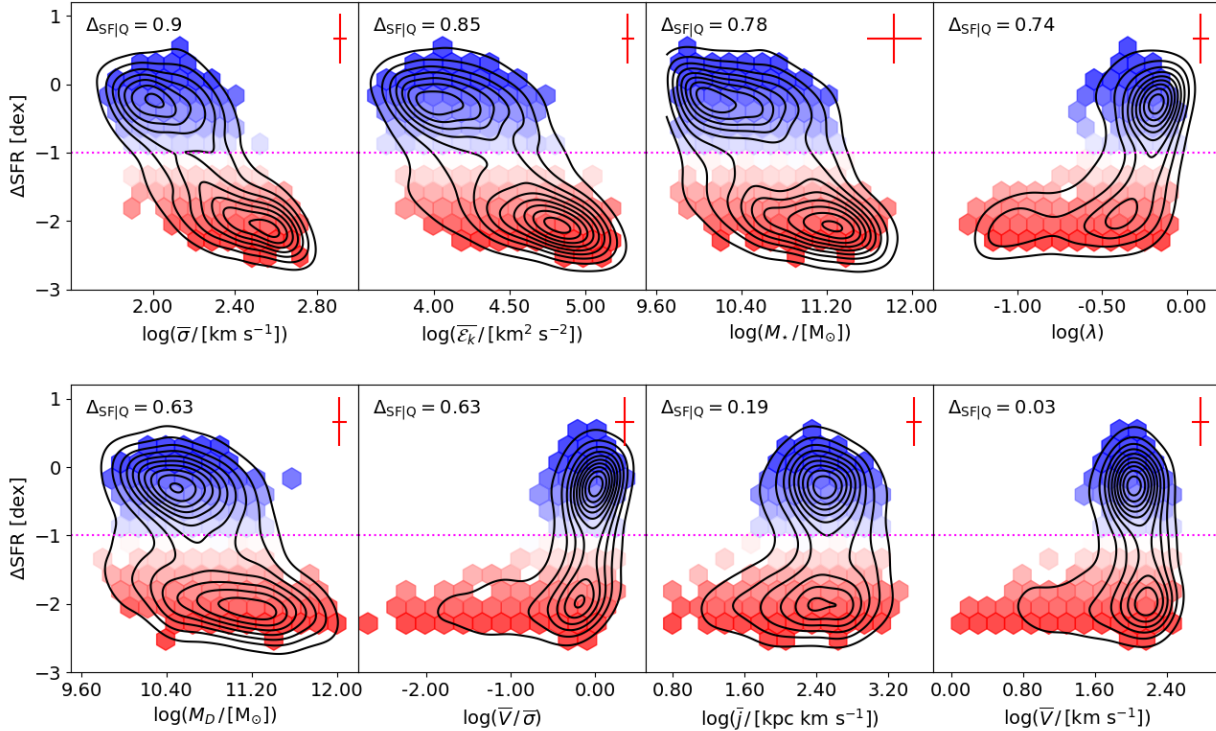 Δ_SF|Q = 0.9
Δ_SF|Q = 0.85
Δ_SF|Q = 0.78
Δ_SF|Q = 0.74
1
0
−1
−2
−3
ΔSFR [dex]
2.00 2.40 2.80
4.00 4.50 5.00
9.60 10.40 11.20 12.00
-1.00 -0.50 0.00
log(σ̅/[km s⁻¹])
log(ℰ̅ₖ/[km² s⁻²])
log(M⋆/[M⊙])
log(λ)
Δ_SF|Q = 0.63
Δ_SF|Q = 0.63
Δ_SF|Q = 0.19
Δ_SF|Q = 0.03
1
0
−1
−2
−3
ΔSFR [dex]
9.60 10.40 11.20 12.00
-2.00 -1.00 0.00
0.80 1.60 2.40 3.20
0.00 0.80 1.60 2.40
log(M_D/[M⊙])
log(V̅/σ̅)
log(j̅/[kpc km s⁻¹])
log(V̅/[km s⁻¹])